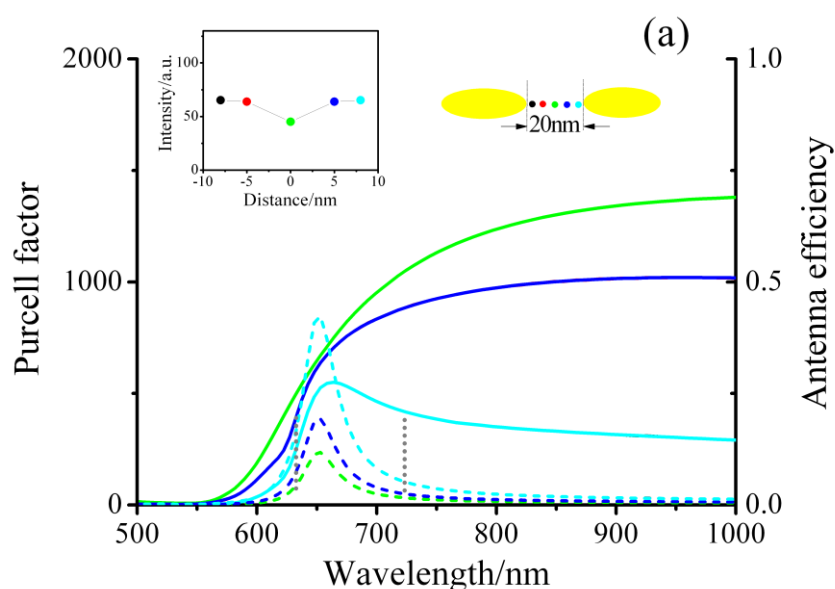 (a)
2000
1000
0
Purcell factor
500
600
700
800
900
1000
Wavelength/nm
1.0
0.5
0.0
Antenna efficiency
Intensity/a.u.
100
50
0
-10
-5
0
5
10
Distance/nm
20nm